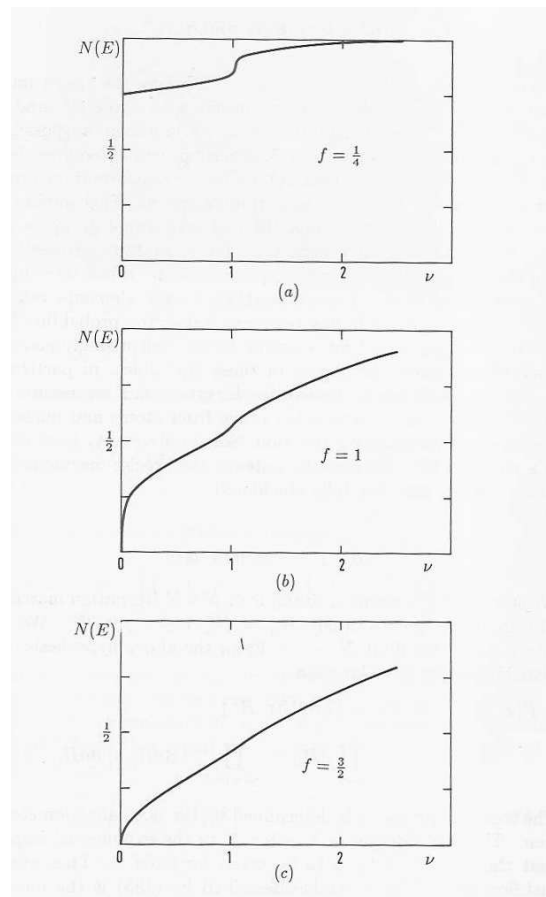 N(E)
1/2
f = 1/4
0 1 2 ν
(a)
N(E)
1/2
f = 1
0 1 2 ν
(b)
N(E)
1/2
f = 3/2
0 1 2 ν
(c)